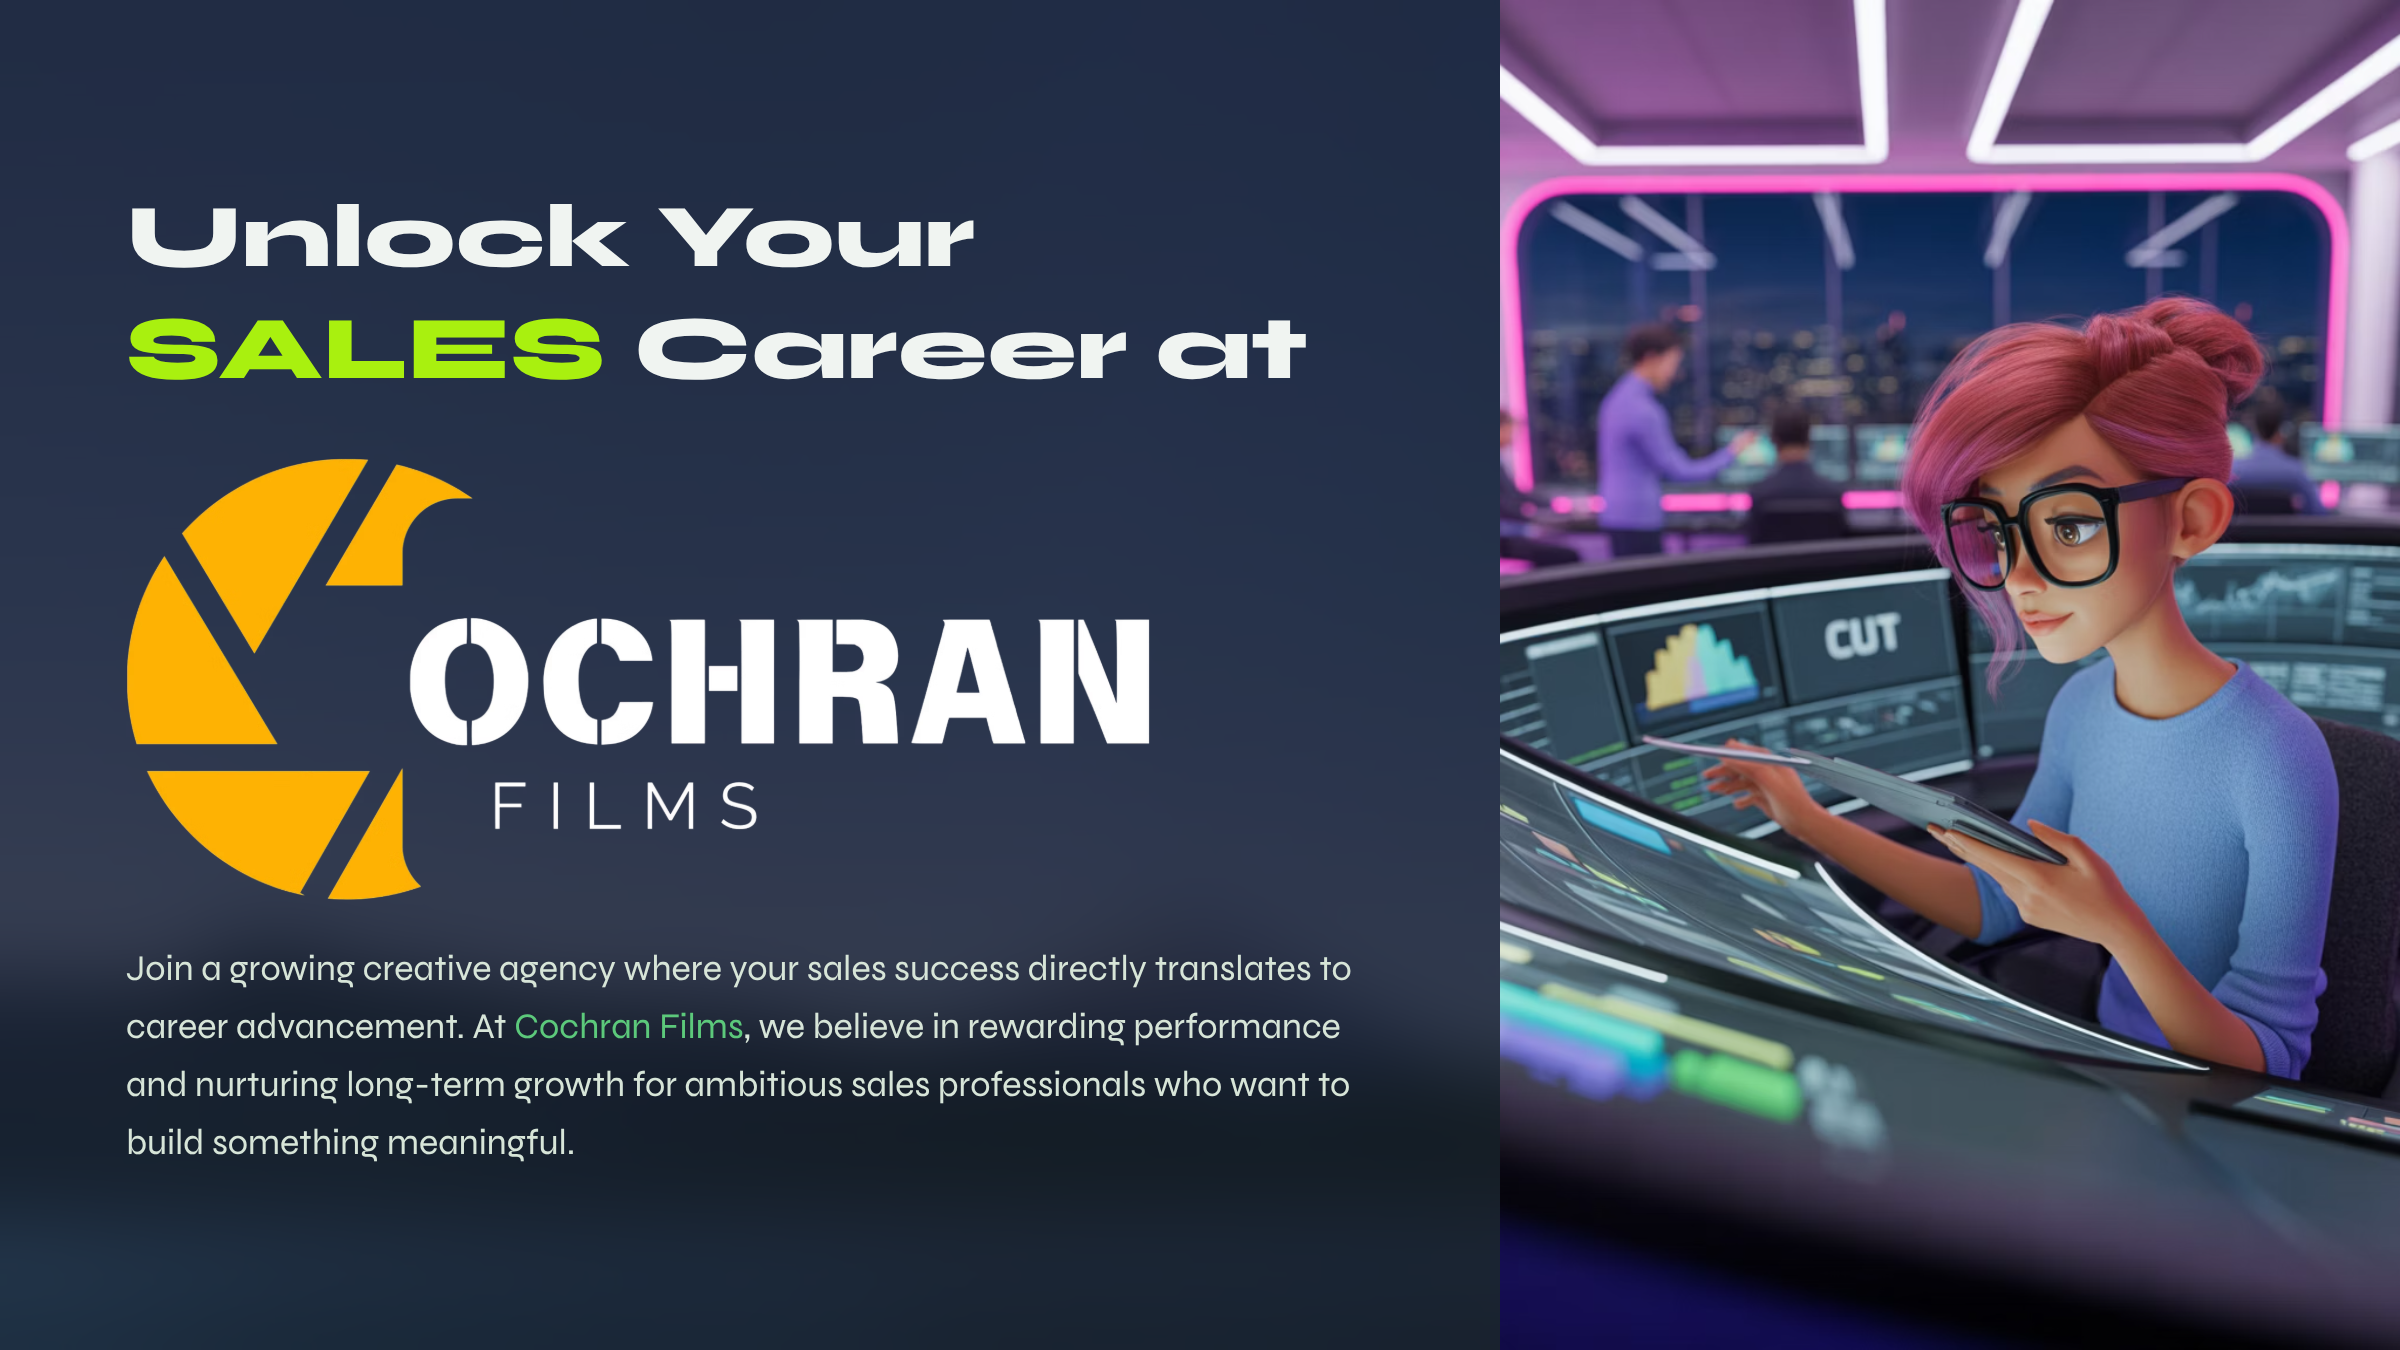 Unlock Your
SALES Career at
COCHRAN
FILMS
Join a growing creative agency where your sales success directly translates to
career advancement. At Cochran Films, we believe in rewarding performance
and nurturing long-term growth for ambitious sales professionals who want to
build something meaningful.
CUT